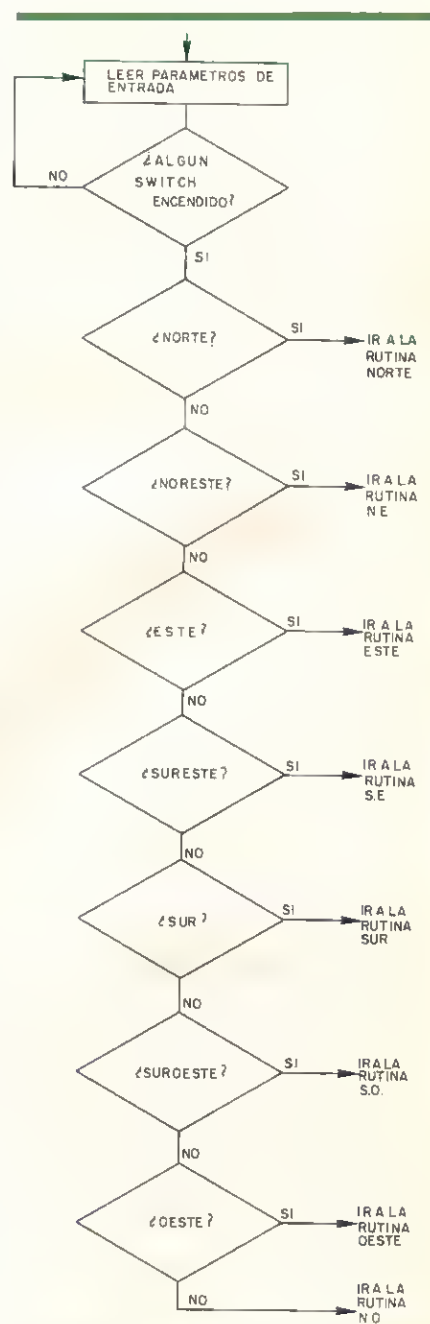 LEER PARAMETROS DE
ENTRADA
¿ALGUN
SWITCH
ENCENDIDO?
NO
SI
¿NORTE?
SI
IR A LA
RUTINA
NORTE
NO
¿NORESTE?
SI
IR A LA
RUTINA
N E
NO
¿ESTE?
SI
IR A LA
RUTINA
ESTE
NO
¿SURESTE?
SI
IR A LA
RUTINA
S.E
NO
¿SUR?
SI
IR A LA
RUTINA
SUR
NO
¿SUROESTE?
SI
IR A LA
RUTINA
S.O.
NO
¿OESTE?
SI
IR A LA
RUTINA
OESTE
NO
IR A LA
RUTINA
N O